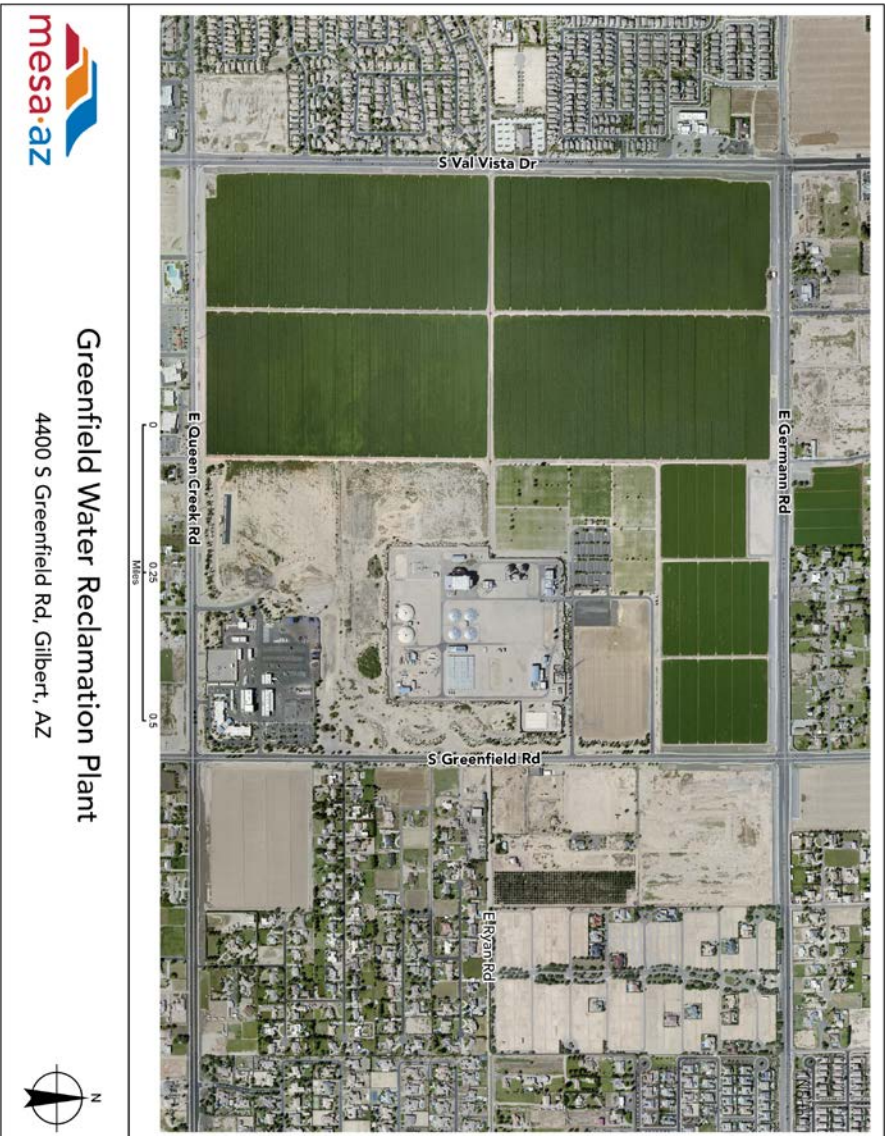 S Val Vista Dr
E Germann Rd
E Queen Creek Rd
S Greenfield Rd
E Ryan Rd
0 0.25 0.5
Miles
Greenfield Water Reclamation Plant
4400 S Greenfield Rd, Gilbert, AZ
mesa·az
N